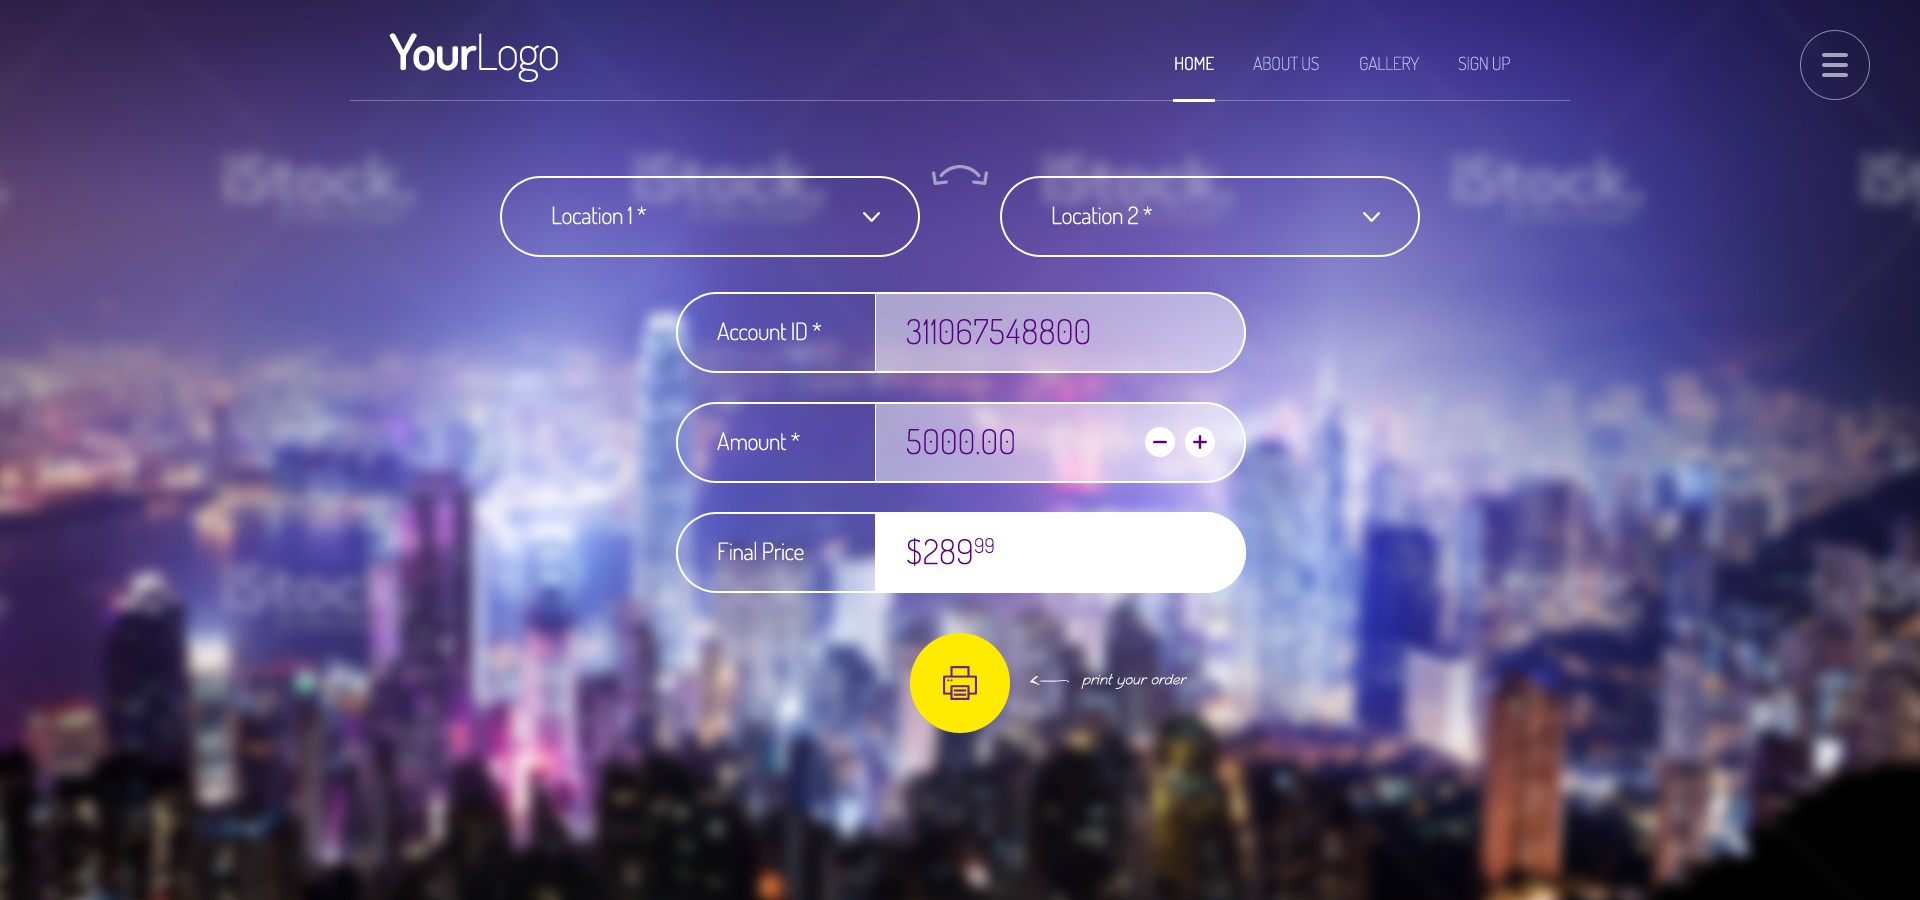 YourLogo
HOME ABOUT US GALLERY SIGN UP
iStock iStock iStock iStock
Location 1 * Location 2 *
Account ID * 311067548800
Amount * 5000.00
Final Price $289.99
iStock
print your order